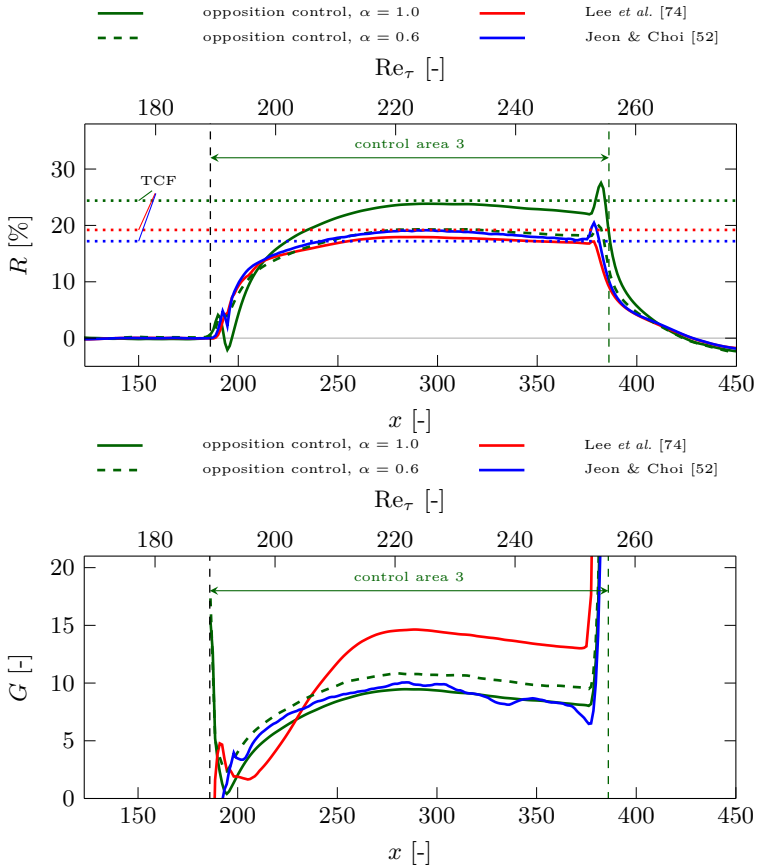 opposition control, α = 1.0 Lee et al. [74]
opposition control, α = 0.6 Jeon & Choi [52]
Reτ [-]
180 200 220 240 260
control area 3
TCF
R [%]
30
20
10
0
150 200 250 300 350 400 450
x [-]
opposition control, α = 1.0 Lee et al. [74]
opposition control, α = 0.6 Jeon & Choi [52]
Reτ [-]
180 200 220 240 260
control area 3
G [-]
20
15
10
5
0
150 200 250 300 350 400 450
x [-]